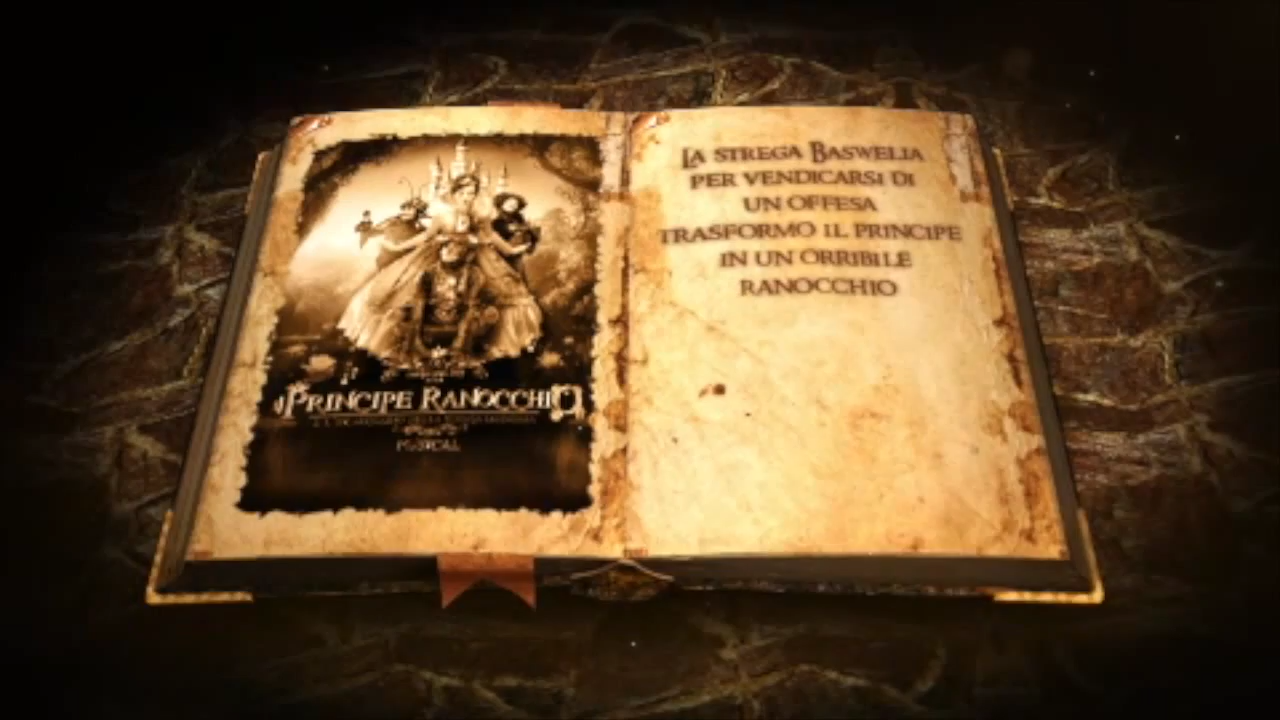 Principe Ranocchio
MUSICAL
La strega Baswelia
per vendicarsi di
un offesa
trasformo il principe
in un orribile
ranocchio